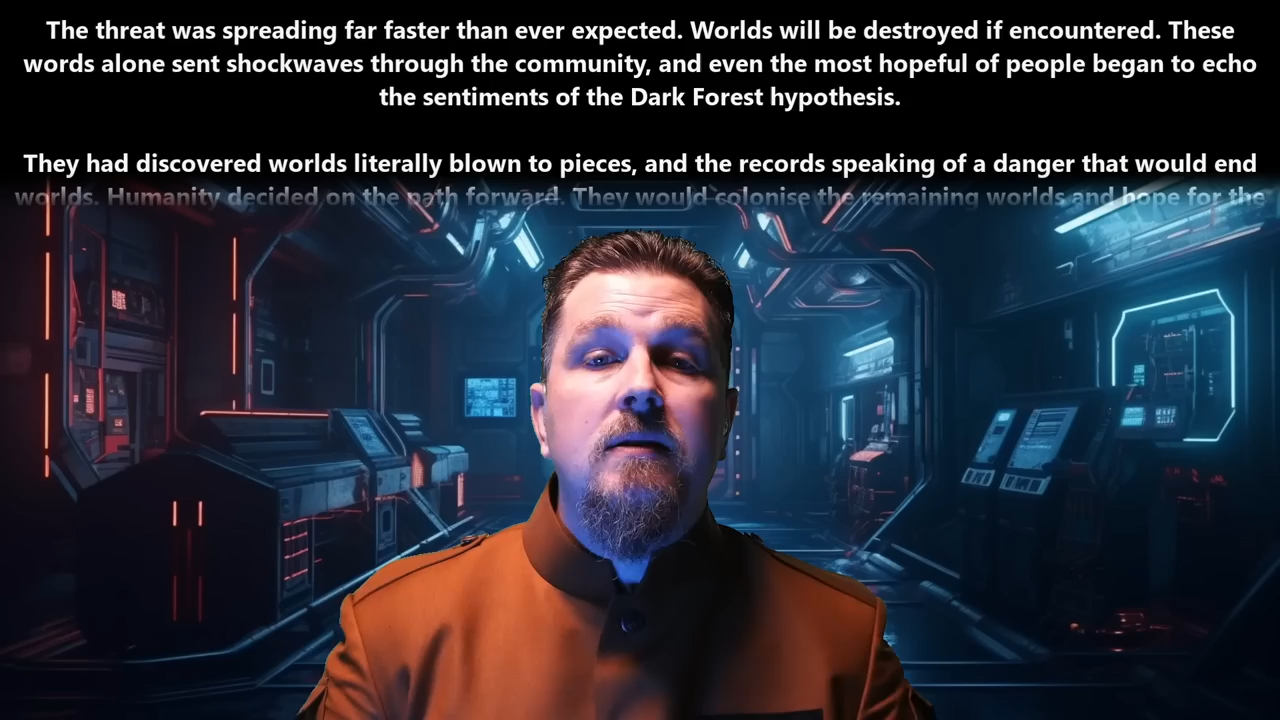 The threat was spreading far faster than ever expected. Worlds will be destroyed if encountered. These
words alone sent shockwaves through the community, and even the most hopeful of people began to echo
the sentiments of the Dark Forest hypothesis.
They had discovered worlds literally blown to pieces, and the records speaking of a danger that would end
worlds. Humanity decided on the path forward. They would colonise the remaining worlds and hope for the